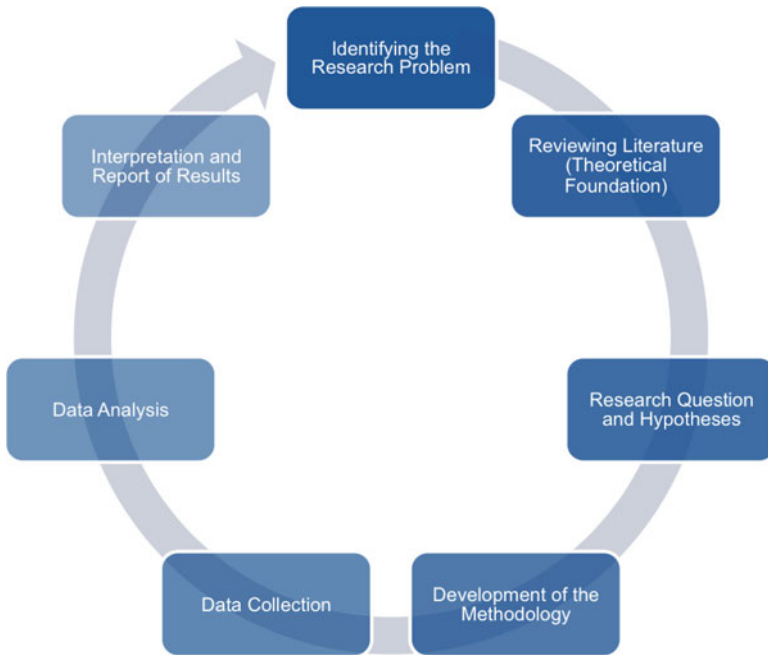 Identifying the
Research Problem
Reviewing Literature
(Theoretical
Foundation)
Research Question
and Hypotheses
Development of the
Methodology
Data Collection
Data Analysis
Interpretation and
Report of Results